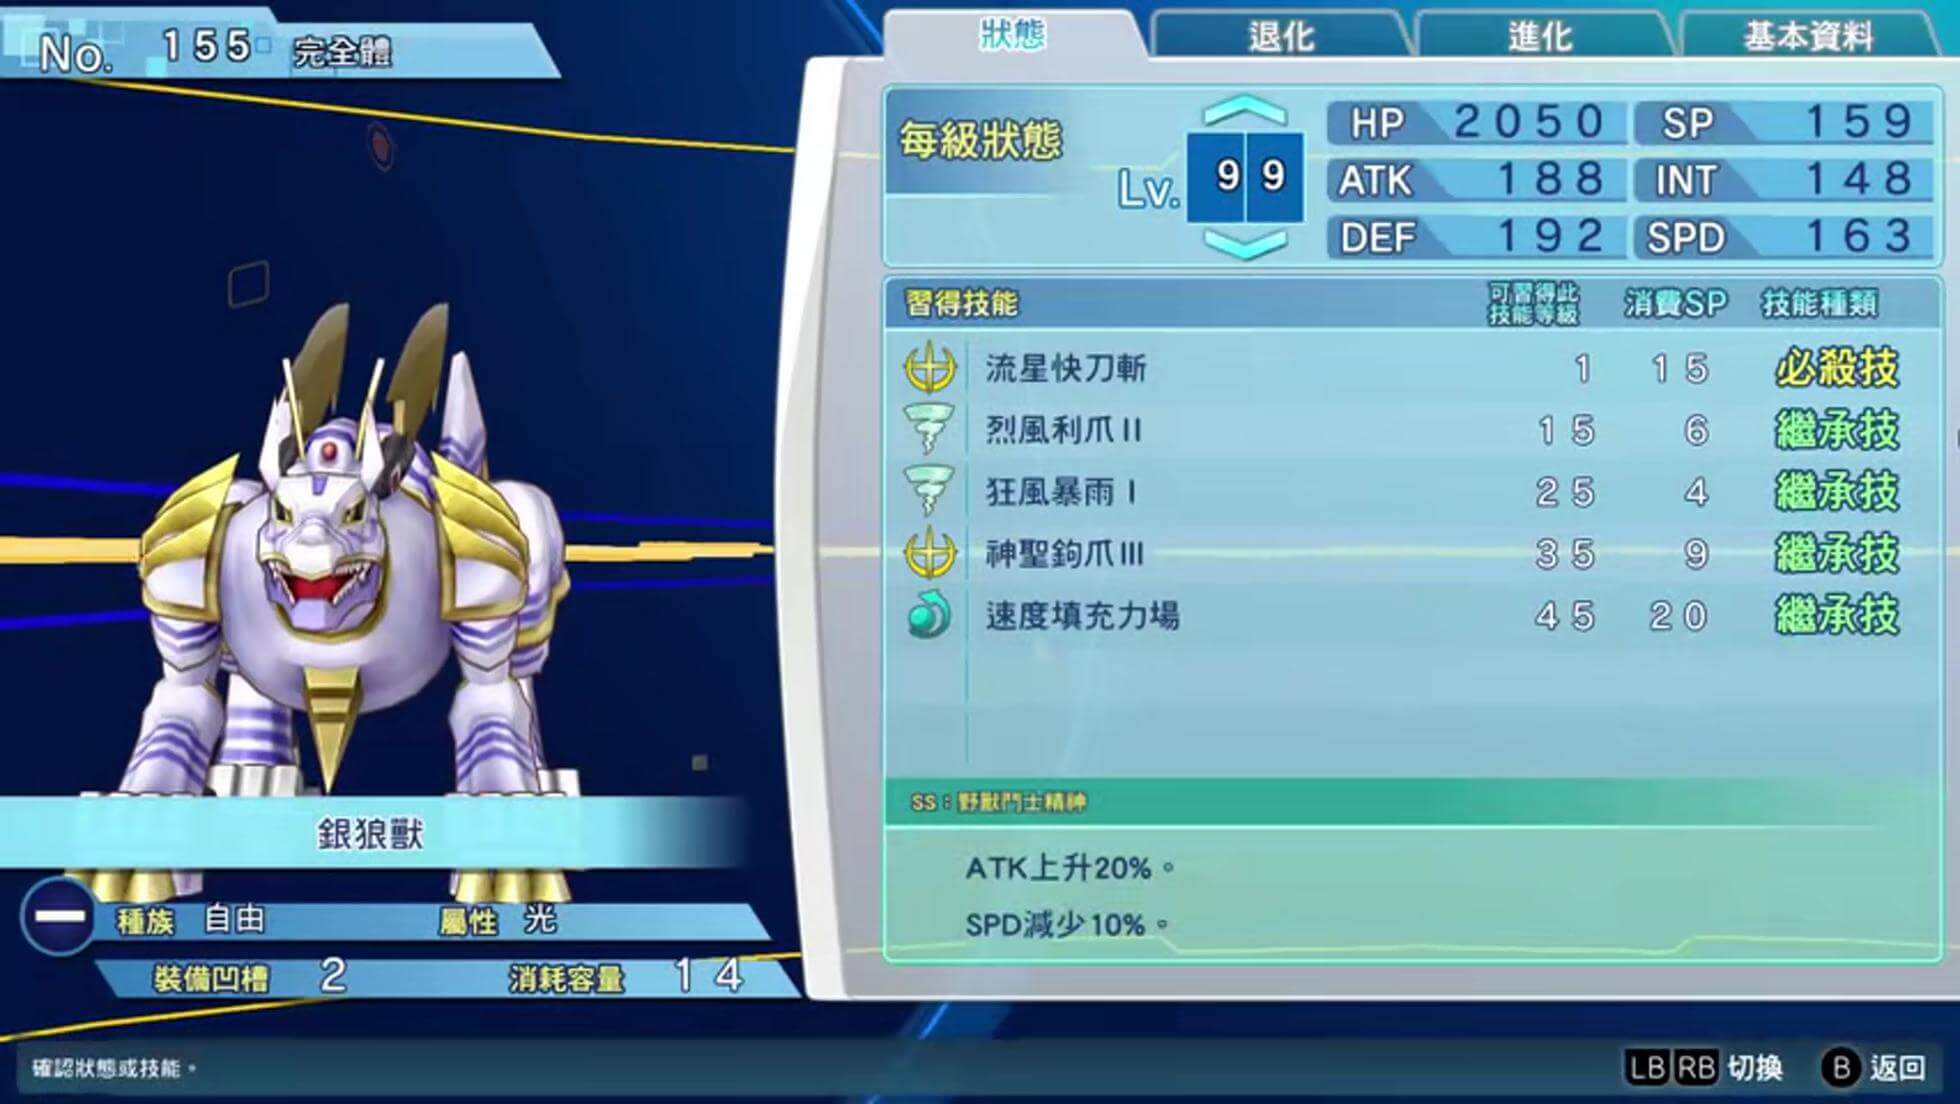 No. 155 完全體
狀態 退化 進化 基本資料
每級狀態 Lv. 99
HP 2050 SP 159
ATK 188 INT 148
DEF 192 SPD 163
習得技能 可習得此技能等級 消費SP 技能種類
流星快刀斬 1 15 必殺技
烈風利爪II 15 6 繼承技
狂風暴雨I 25 4 繼承技
神聖鉤爪III 35 9 繼承技
速度填充力場 45 20 繼承技
SS:野獸鬥士精神
ATK上升20%。
SPD減少10%。
銀狼獸
種族 自由 屬性 光
裝備凹槽 2 消耗容量 14
確認狀態或技能。
LB RB 切換 B 返回